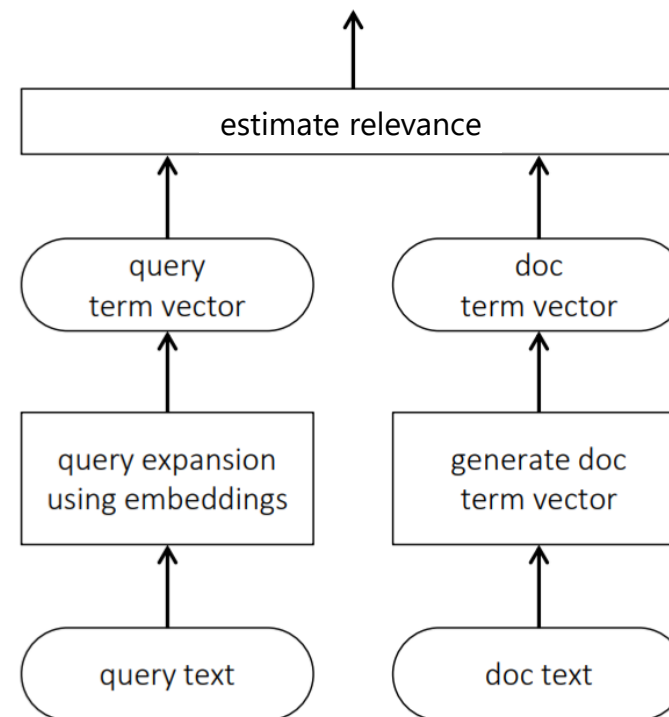 estimate relevance
query
term vector
doc
term vector
query expansion
using embeddings
generate doc
term vector
query text
doc text